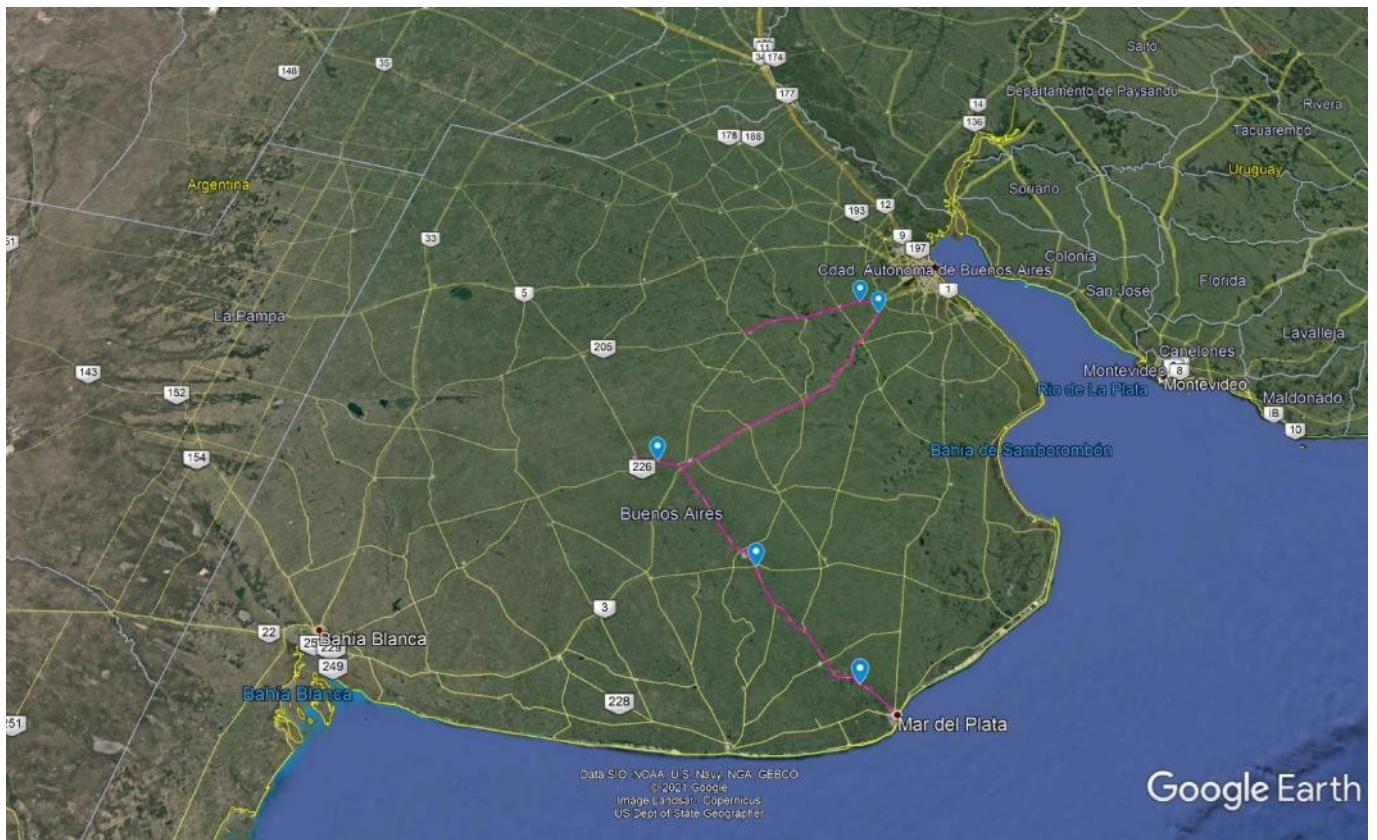 11
174
Salto
148
35
177
Departamento de Paysandú
14
136
178
188
Rivera
Tacuarembó
Argentina
Uruguay
Soriano
193
12
33
9
197
Colonia
Cdad. Autónoma de Buenos Aires
1
San José
Florida
5
La Pampa
Lavalleja
205
Canelones
143
Montevideo
8
Montevideo
Río de La Plata
152
Maldonado
IB
10
154
Bahía de Samborombón
226
Buenos Aires
3
22
Bahía Blanca
229
249
Bahía Blanca
228
251
Mar del Plata
Data SIO, NOAA, U.S. Navy, NGA, GEBCO
© 2021 Google
Image Landsat / Copernicus
US Dept of State Geographer
Google Earth